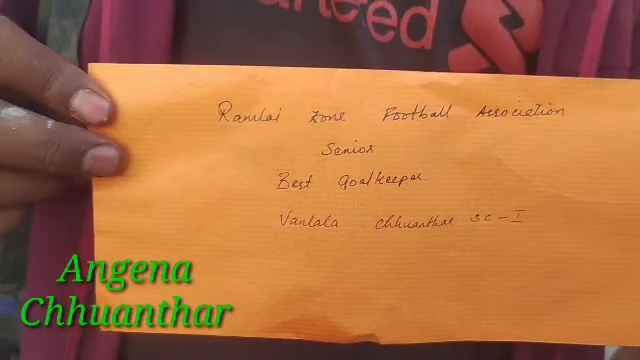 Ramlai zone Football Association
Senior
Best Goalkeeper.
Vanlala Chhuanthar SC-I
Angena
Chhuanthar